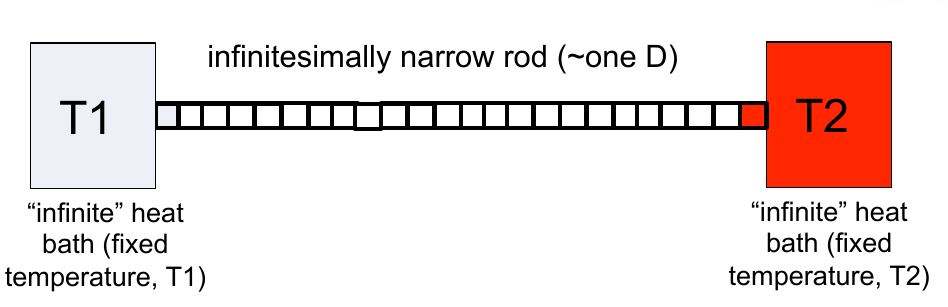 infinitesimally narrow rod (~one D)
T1
T2
“infinite” heat
bath (fixed
temperature, T1)
“infinite” heat
bath (fixed
temperature, T2)